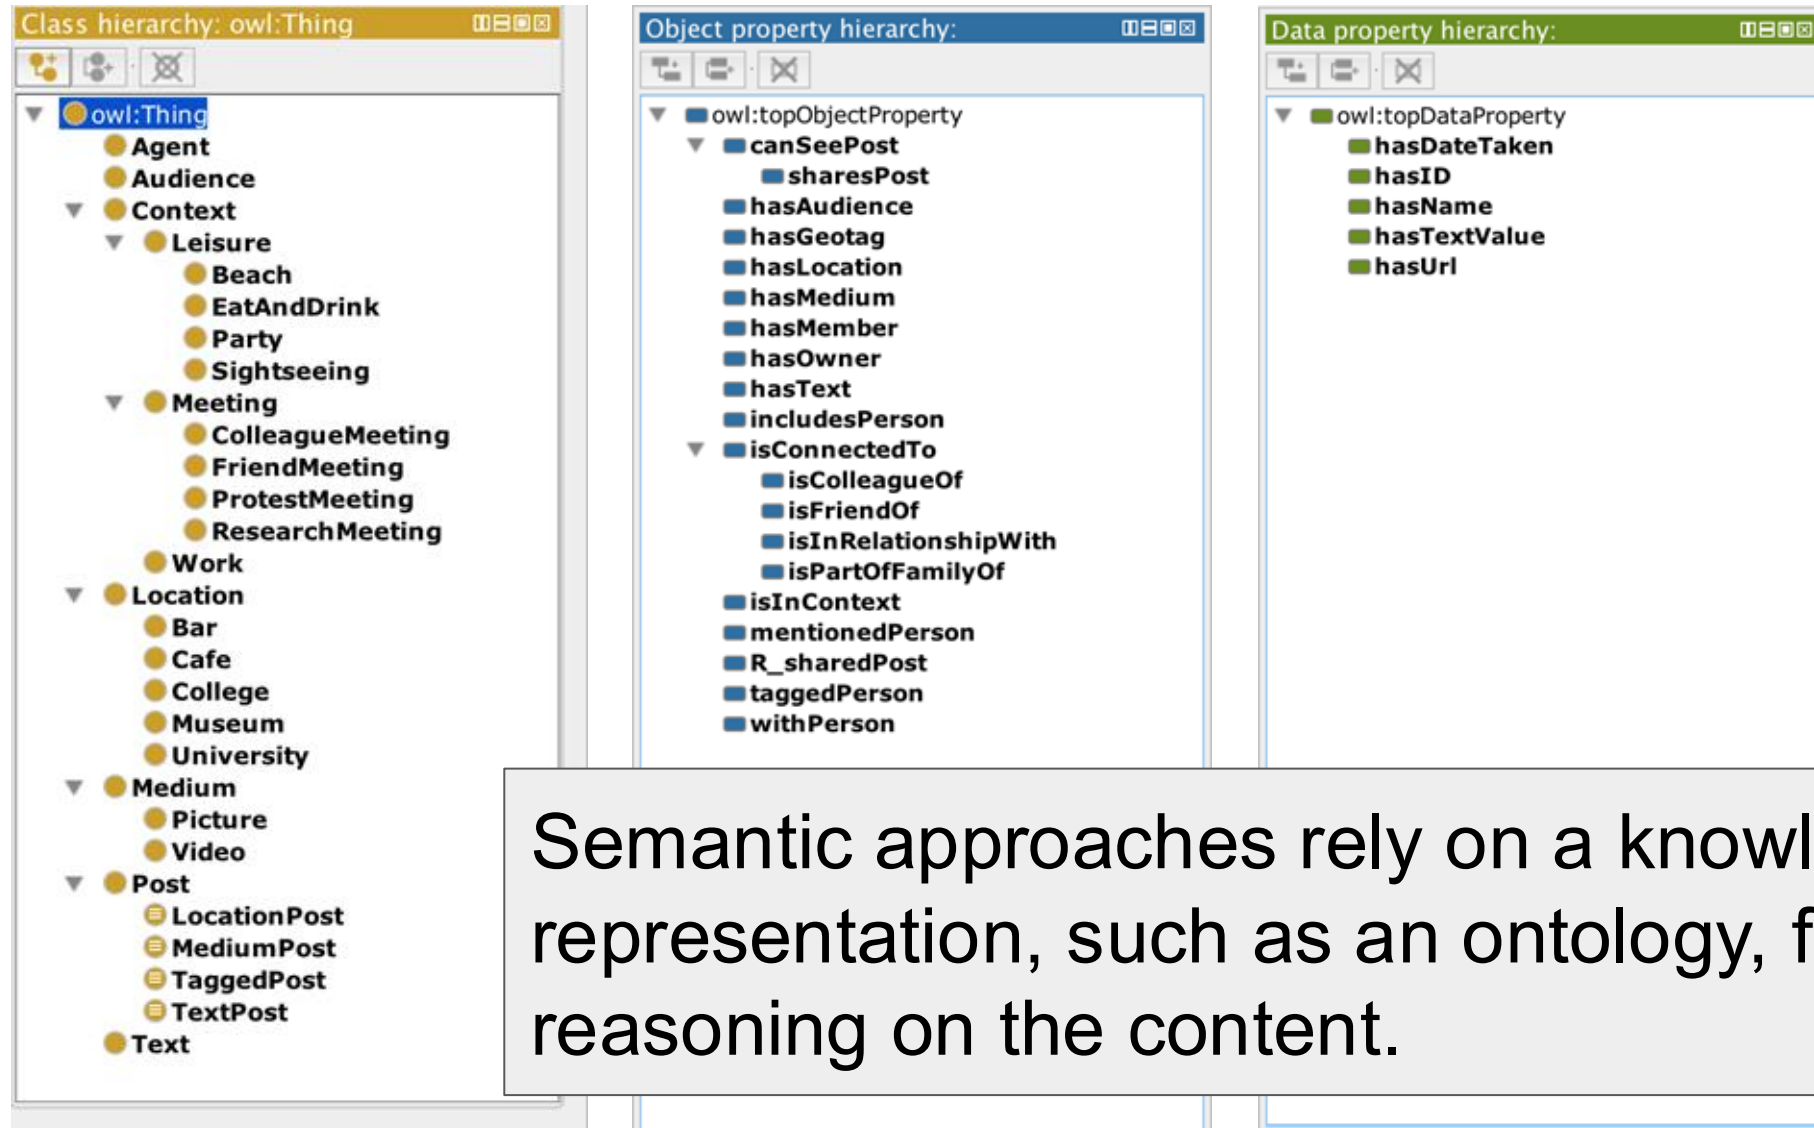 Class hierarchy: owl:Thing
owl:Thing
Agent
Audience
Context
Leisure
Beach
EatAndDrink
Party
Sightseeing
Meeting
ColleagueMeeting
FriendMeeting
ProtestMeeting
ResearchMeeting
Work
Location
Bar
Cafe
College
Museum
University
Medium
Picture
Video
Post
LocationPost
MediumPost
TaggedPost
TextPost
Text
Object property hierarchy:
owl:topObjectProperty
canSeePost
sharesPost
hasAudience
hasGeotag
hasLocation
hasMedium
hasMember
hasOwner
hasText
includesPerson
isConnectedTo
isColleagueOf
isFriendOf
isInRelationshipWith
isPartOfFamilyOf
isInContext
mentionedPerson
R_sharedPost
taggedPerson
withPerson
Data property hierarchy:
owl:topDataProperty
hasDateTaken
hasID
hasName
hasTextValue
hasUrl
Semantic approaches rely on a
representation, such as an ontology,
reasoning on the content.